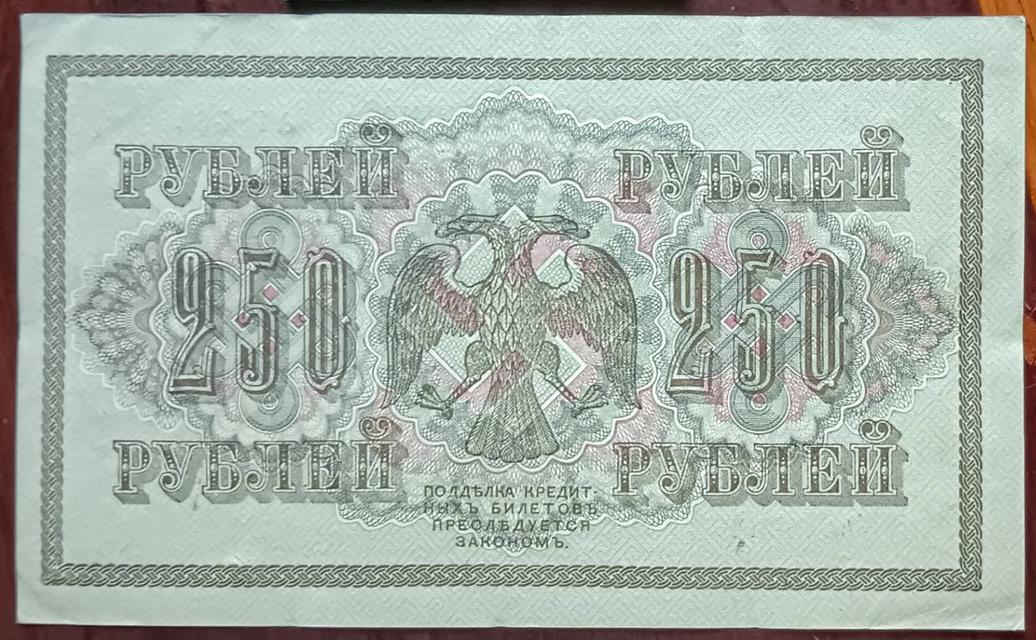 РУБЛЕЙ РУБЛЕЙ
250 250
РУБЛЕЙ РУБЛЕЙ
ПОДДѢЛКА КРЕДИТ-
НЫХЪ БИЛЕТОВЪ
ПРЕСЛѢДУЕТСЯ
ЗАКОНОМЪ.